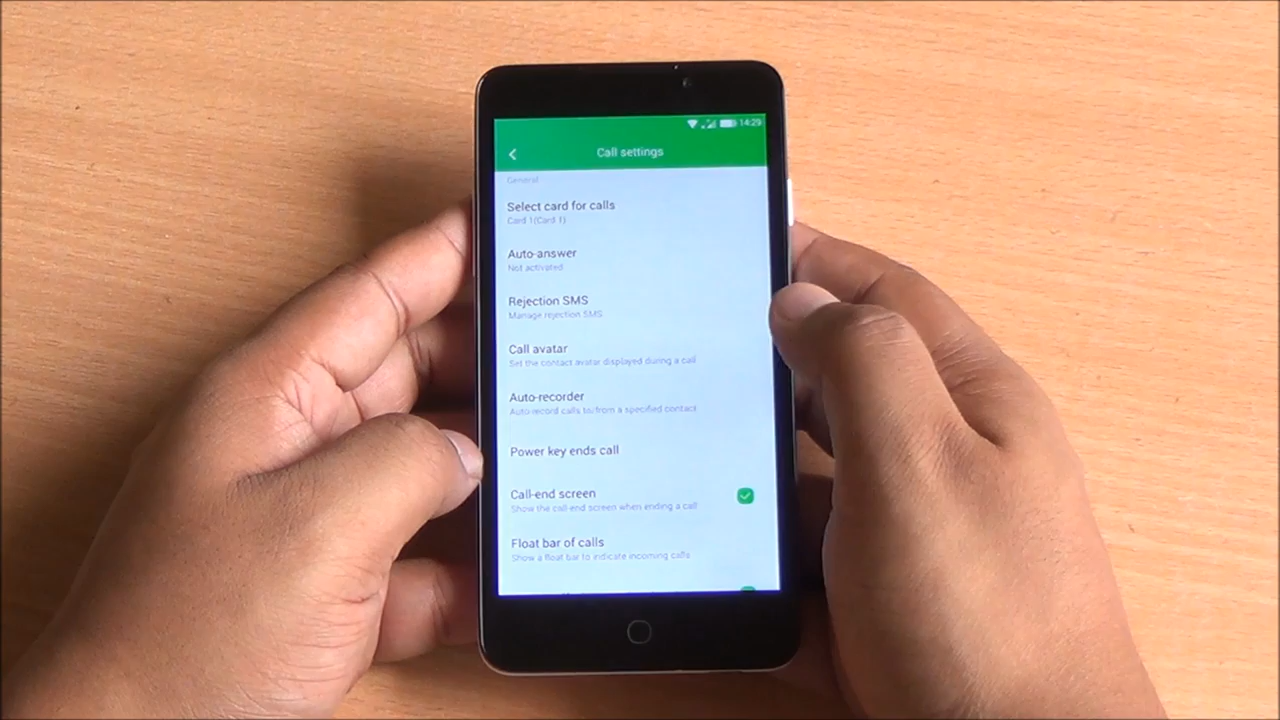 14:29
Call settings
General
Select card for calls
Card 1(Card 1)
Auto-answer
Not activated
Rejection SMS
Manage rejection SMS
Call avatar
Set the contact avatar displayed during a call
Auto-recorder
Auto-record calls to/from a specified contact
Power key ends call
Call-end screen
Show the call-end screen when ending a call
Float bar of calls
Show a float bar to indicate incoming calls